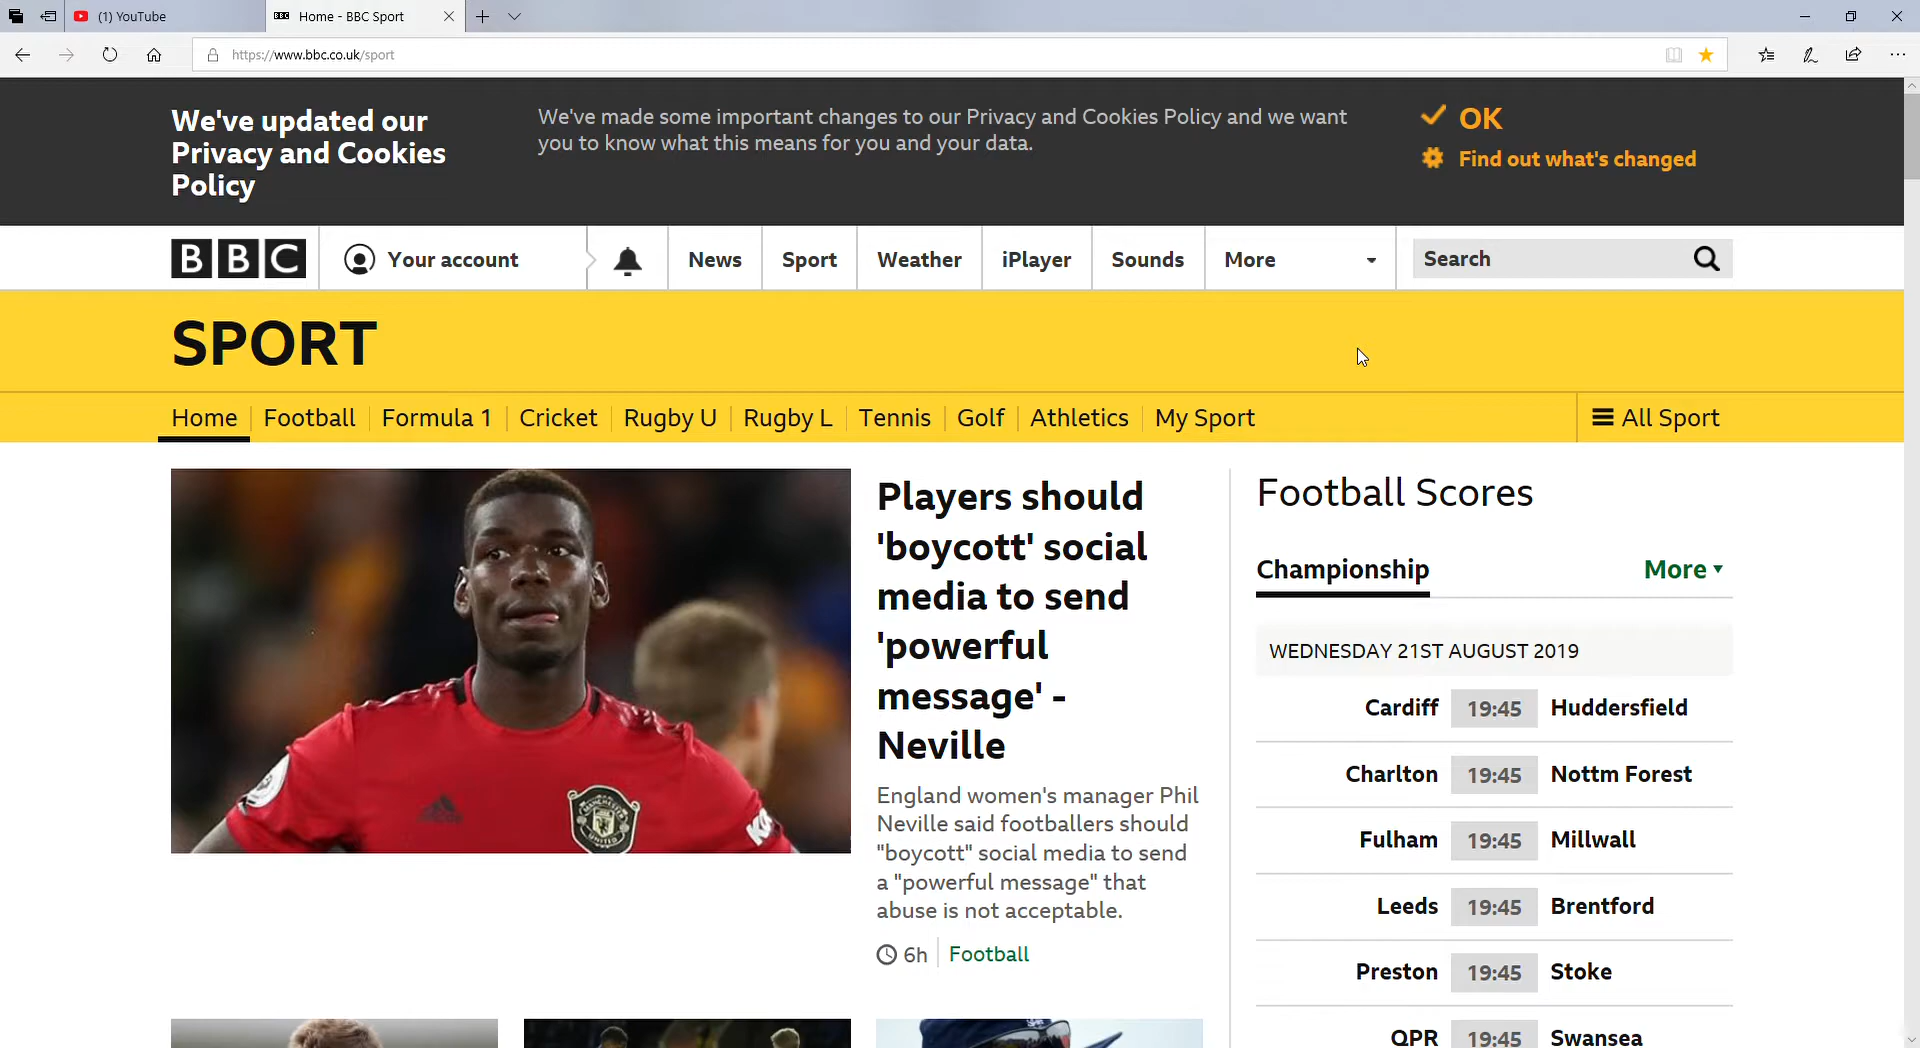 (1) YouTube
BBC Home - BBC Sport
https://www.bbc.co.uk/sport
We've updated our
Privacy and Cookies
Policy
We've made some important changes to our Privacy and Cookies Policy and we want
you to know what this means for you and your data.
OK
Find out what's changed
BBC Your account News Sport Weather iPlayer Sounds More Search
SPORT
Home Football Formula 1 Cricket Rugby U Rugby L Tennis Golf Athletics My Sport All Sport
Players should
'boycott' social
media to send
'powerful
message' -
Neville
England women's manager Phil
Neville said footballers should
"boycott" social media to send
a "powerful message" that
abuse is not acceptable.
6h Football
MANCHESTER
UNITED
Football Scores
Championship More
WEDNESDAY 21ST AUGUST 2019
Cardiff 19:45 Huddersfield
Charlton 19:45 Nottm Forest
Fulham 19:45 Millwall
Leeds 19:45 Brentford
Preston 19:45 Stoke
QPR 19:45 Swansea